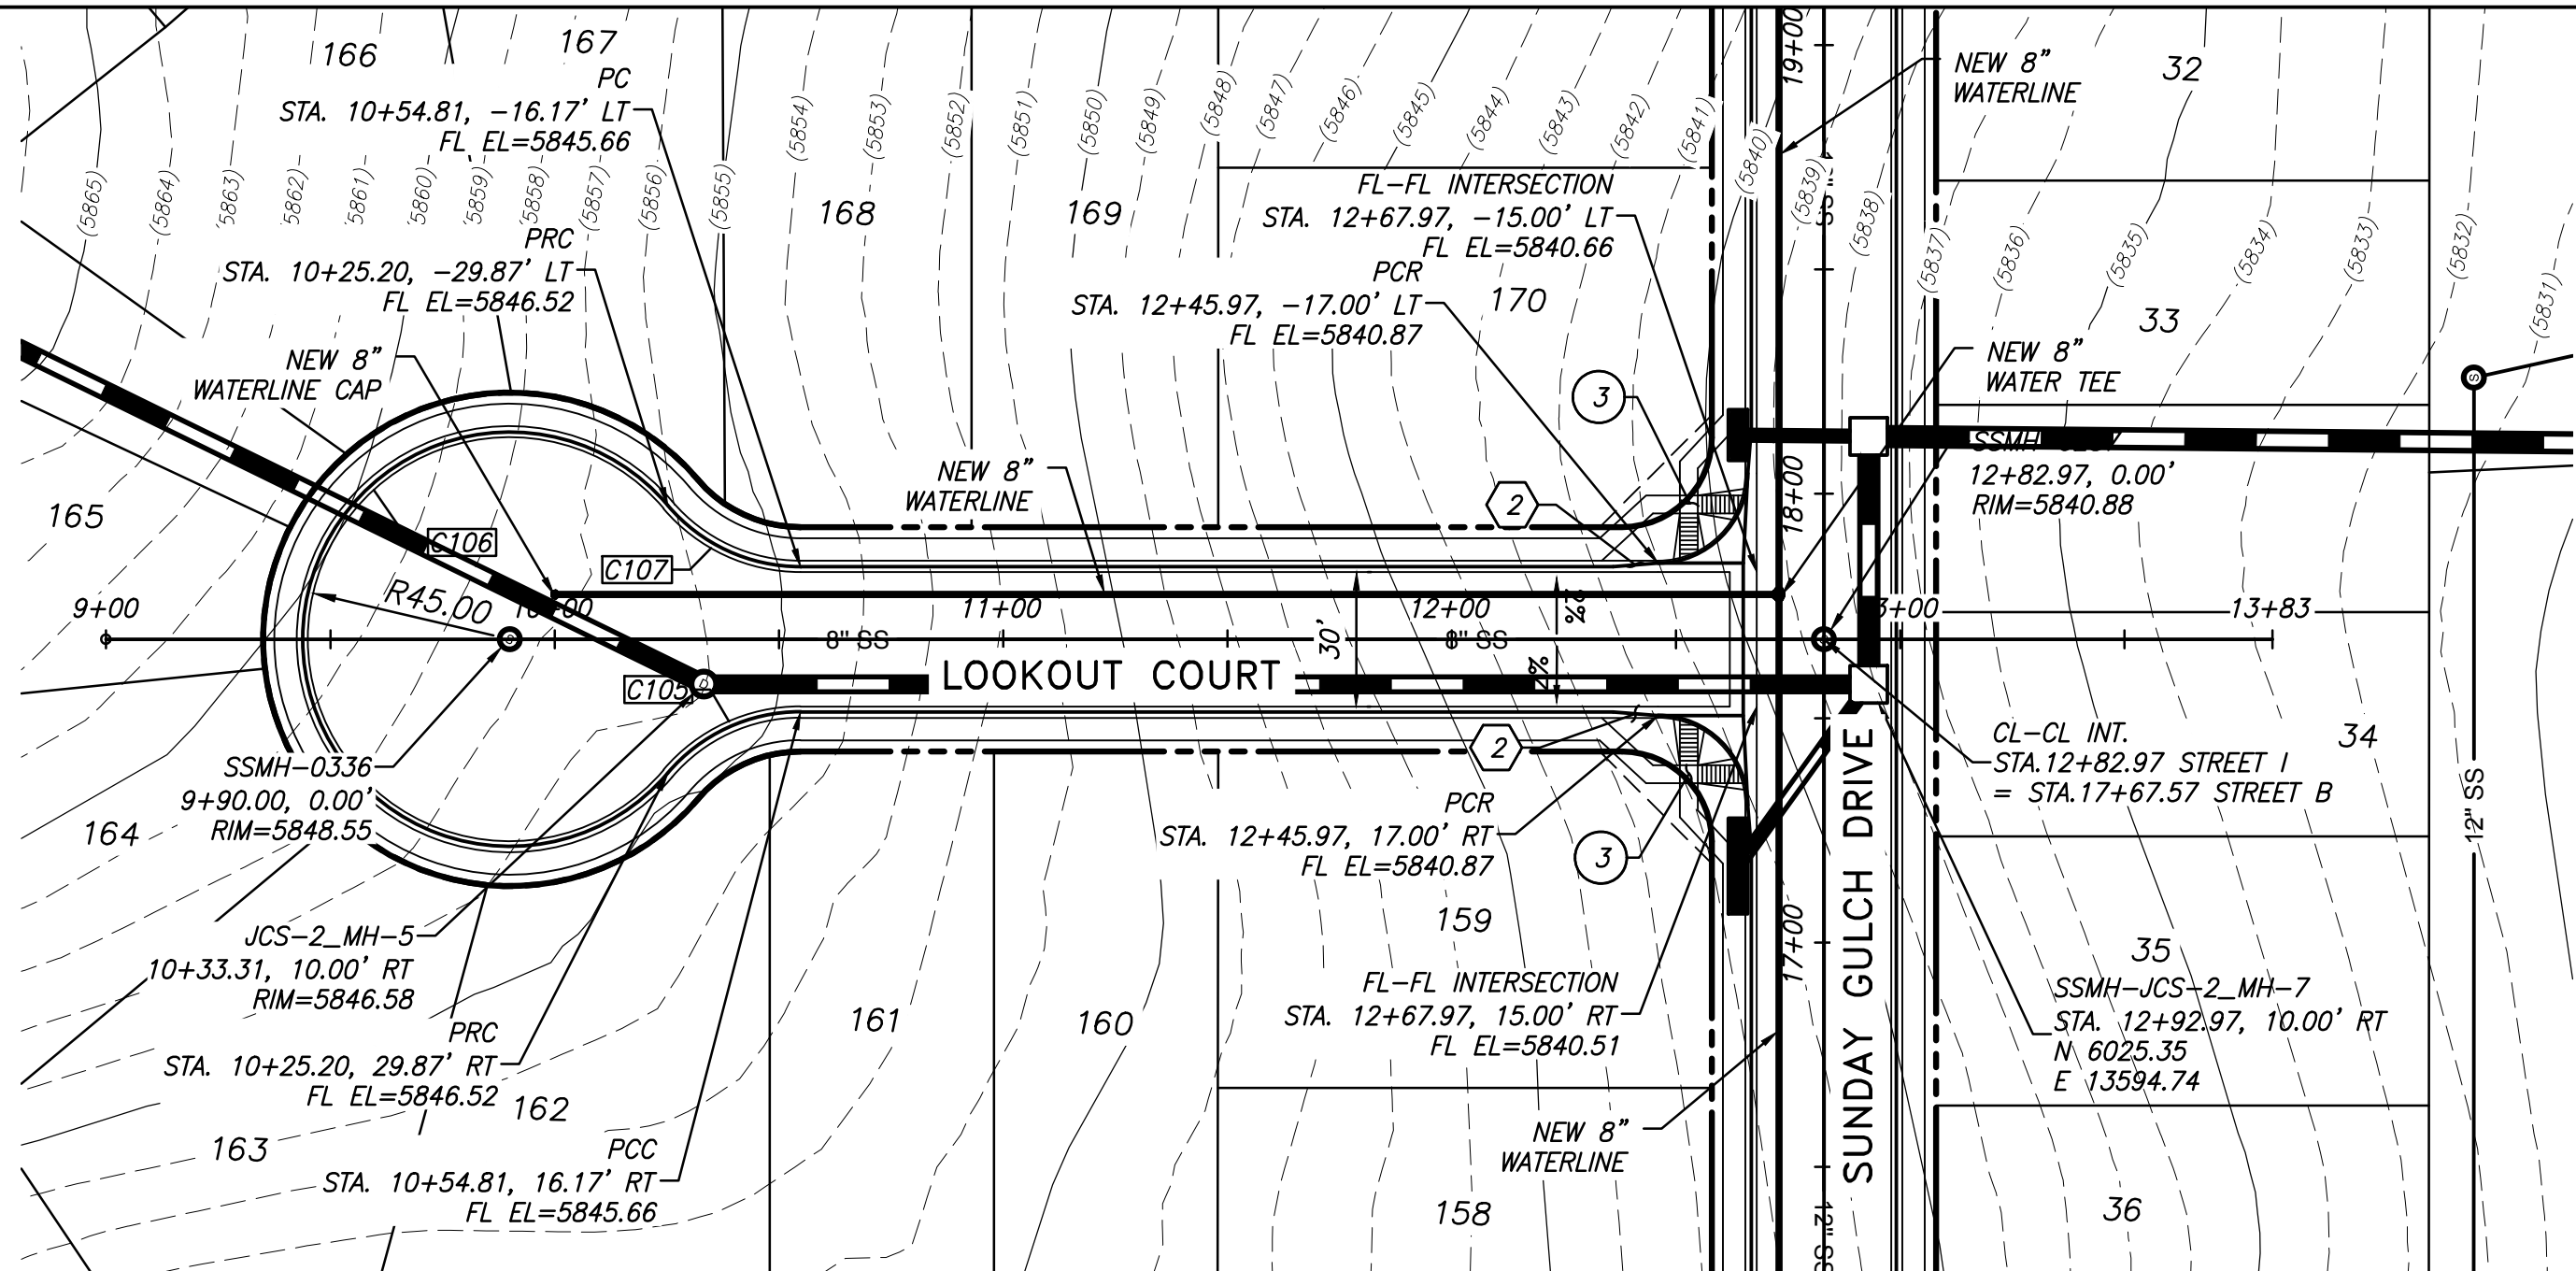 166
167
PC
STA. 10+54.81, -16.17' LT
FL EL=5845.66
PRC
STA. 10+25.20, -29.87' LT
FL EL=5846.52
NEW 8"
WATERLINE CAP
(5865)
(5864)
(5863)
(5862)
(5861)
(5860)
(5859)
(5858)
(5857)
(5856)
(5855)
(5854)
(5853)
(5852)
(5851)
(5850)
(5849)
(5848)
(5847)
(5846)
(5845)
(5844)
(5843)
(5842)
(5841)
(5840)
(5839)
(5838)
(5837)
(5836)
(5835)
(5834)
(5833)
(5832)
(5831)
168
169
FL-FL INTERSECTION
STA. 12+67.97, -15.00' LT
FL EL=5840.66
PCR
STA. 12+45.97, -17.00' LT
FL EL=5840.87
170
3
2
19+00
SS
NEW 8"
WATERLINE
32
33
NEW 8"
WATER TEE
SSMH
12+82.97, 0.00'
RIM=5840.88
S
18+00
165
C106
C107
NEW 8"
WATERLINE
R45.00
9+00
11+00
12+00
13+83
8" SS
8" SS
30'
2%
2%
LOOKOUT COURT
C105
D
SSMH-0336
9+90.00, 0.00'
RIM=5848.55
164
JCS-2_MH-5
10+33.31, 10.00' RT
RIM=5846.58
PRC
STA. 10+25.20, 29.87' RT
FL EL=5846.52
162
163
PCC
STA. 10+54.81, 16.17' RT
FL EL=5845.66
161
160
2
PCR
STA. 12+45.97, 17.00' RT
FL EL=5840.87
3
159
FL-FL INTERSECTION
STA. 12+67.97, 15.00' RT
FL EL=5840.51
NEW 8"
WATERLINE
158
17+00
SUNDAY GULCH DRIVE
12" SS
CL-CL INT.
STA.12+82.97 STREET I
= STA.17+67.57 STREET B
34
12" SS
35
SSMH-JCS-2_MH-7
STA. 12+92.97, 10.00' RT
N 6025.35
E 13594.74
36